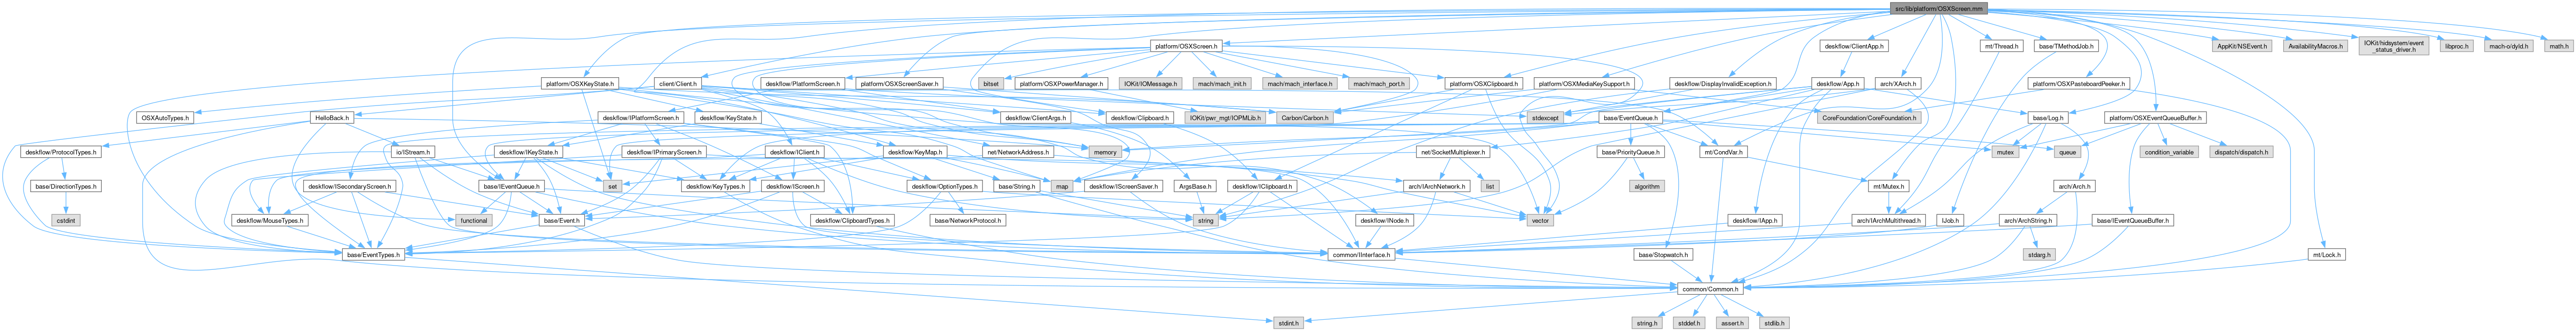 src/lib/platform/OSXScreen.mm
platform/OSXScreen.h
deskflow/ClientApp.h
mt/Thread.h
base/TMethodJob.h
AppKit/NSEvent.h
AvailabilityMacros.h
IOKit/hidsystem/event
_status_driver.h
libproc.h
mach-o/dyld.h
math.h
platform/OSXKeyState.h
client/Client.h
deskflow/PlatformScreen.h
platform/OSXScreenSaver.h
bitset
platform/OSXPowerManager.h
IOKit/IOMessage.h
mach/mach_init.h
mach/mach_interface.h
mach/mach_port.h
platform/OSXClipboard.h
platform/OSXMediaKeySupport.h
deskflow/DisplayInvalidException.h
deskflow/App.h
arch/XArch.h
platform/OSXPasteboardPeeker.h
OSXAutoTypes.h
HelloBack.h
deskflow/IPlatformScreen.h
deskflow/KeyState.h
deskflow/ClientArgs.h
deskflow/Clipboard.h
IOKit/pwr_mgt/IOPMLib.h
Carbon/Carbon.h
stdexcept
base/EventQueue.h
CoreFoundation/CoreFoundation.h
base/Log.h
platform/OSXEventQueueBuffer.h
deskflow/ProtocolTypes.h
io/IStream.h
deskflow/IKeyState.h
deskflow/IPrimaryScreen.h
deskflow/IClient.h
deskflow/KeyMap.h
net/NetworkAddress.h
memory
net/SocketMultiplexer.h
base/PriorityQueue.h
mt/CondVar.h
queue
mutex
condition_variable
dispatch/dispatch.h
base/DirectionTypes.h
deskflow/ISecondaryScreen.h
base/IEventQueue.h
set
deskflow/KeyTypes.h
deskflow/IScreen.h
deskflow/OptionTypes.h
base/String.h
map
deskflow/IScreenSaver.h
ArgsBase.h
deskflow/IClipboard.h
arch/IArchNetwork.h
list
algorithm
mt/Mutex.h
arch/Arch.h
cstdint
deskflow/MouseTypes.h
functional
base/Event.h
deskflow/ClipboardTypes.h
base/NetworkProtocol.h
string
vector
deskflow/INode.h
deskflow/IApp.h
arch/IArchMultithread.h
IJob.h
arch/ArchString.h
base/IEventQueueBuffer.h
base/EventTypes.h
common/IInterface.h
base/Stopwatch.h
stdarg.h
mt/Lock.h
common/Common.h
stdint.h
string.h
stddef.h
assert.h
stdlib.h